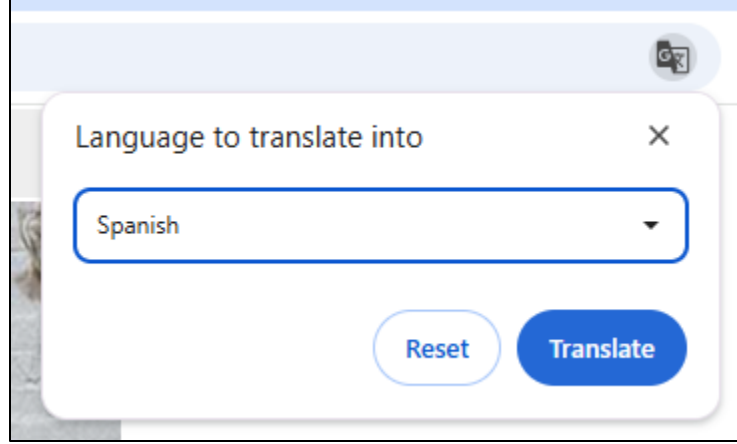 Language to translate into
Spanish
Reset
Translate